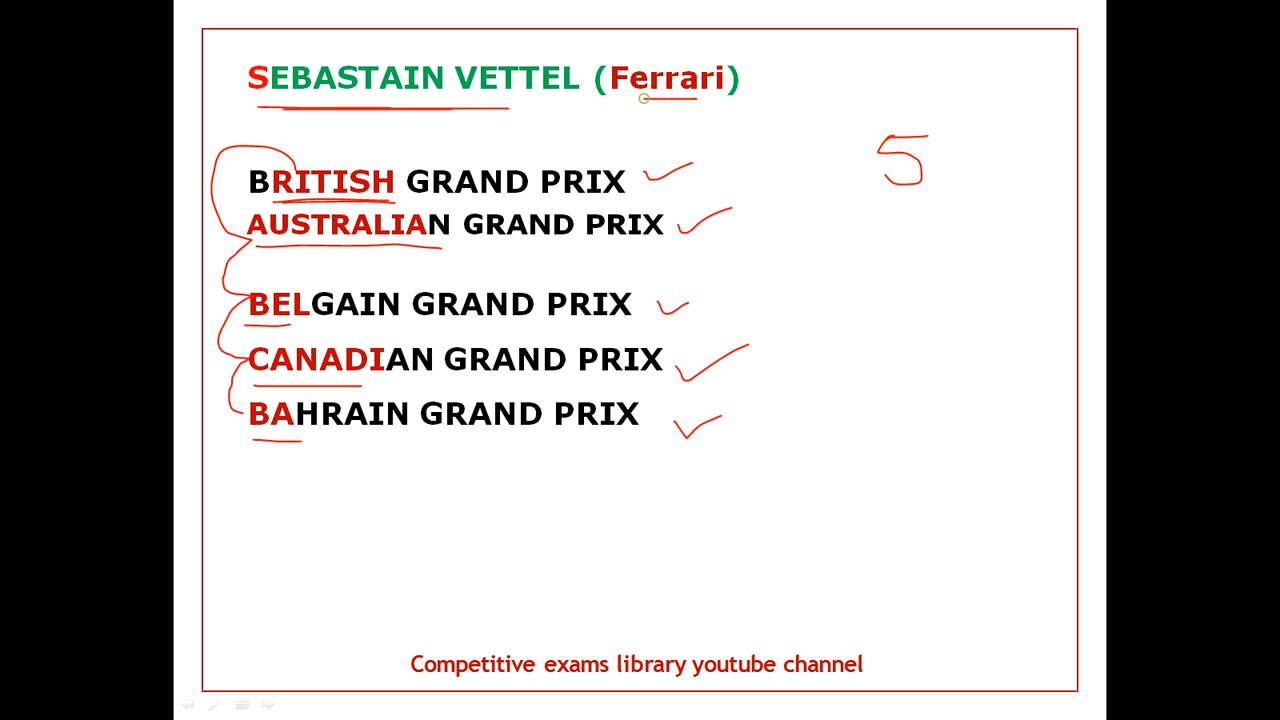 SEBASTAIN VETTEL (Ferrari)
5
BRITISH GRAND PRIX
AUSTRALIAN GRAND PRIX
BELGAIN GRAND PRIX
CANADIAN GRAND PRIX
BAHRAIN GRAND PRIX
Competitive exams library youtube channel